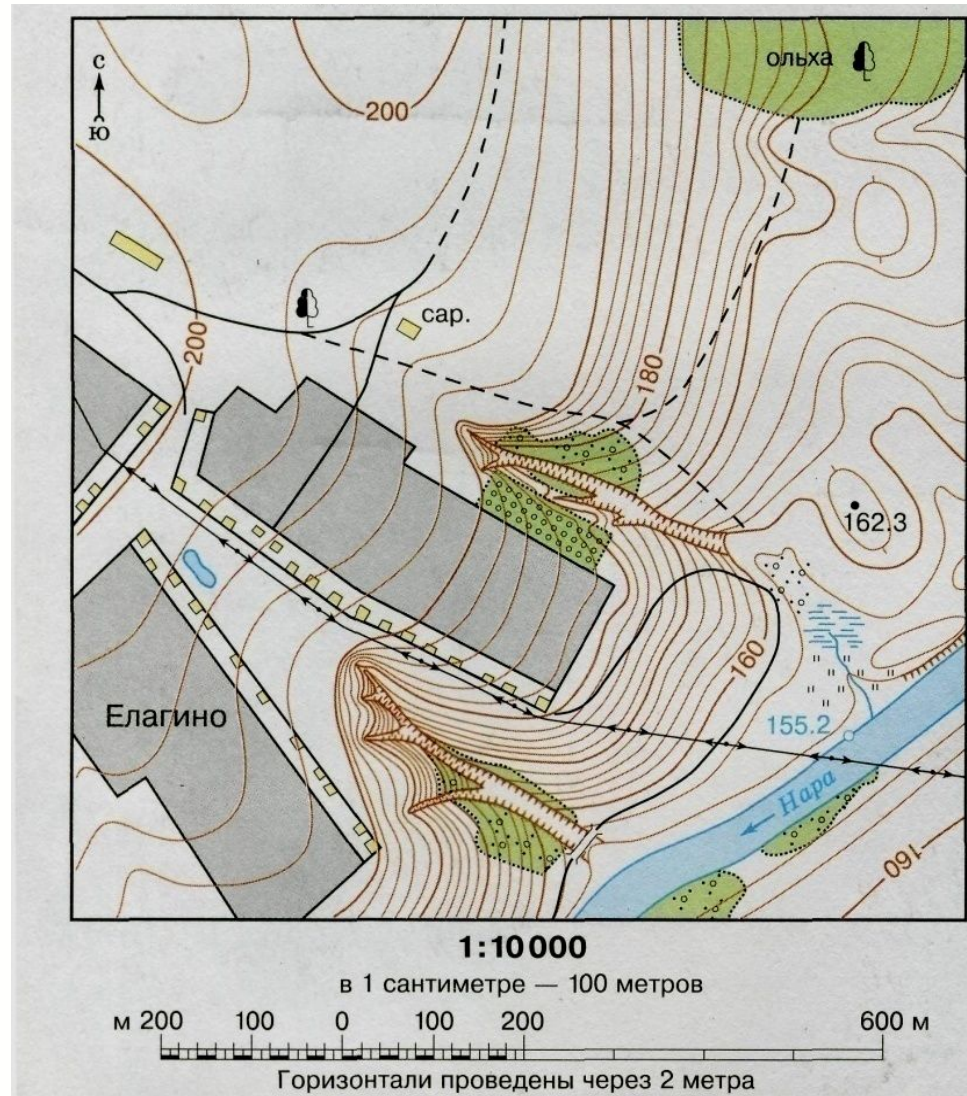 с
ю
ольха
200
200
сар.
180
162.3
160
Елагино
155.2
Нара
160
1:10 000
в 1 сантиметре — 100 метров
м 200 100 0 100 200 600 м
Горизонтали проведены через 2 метра